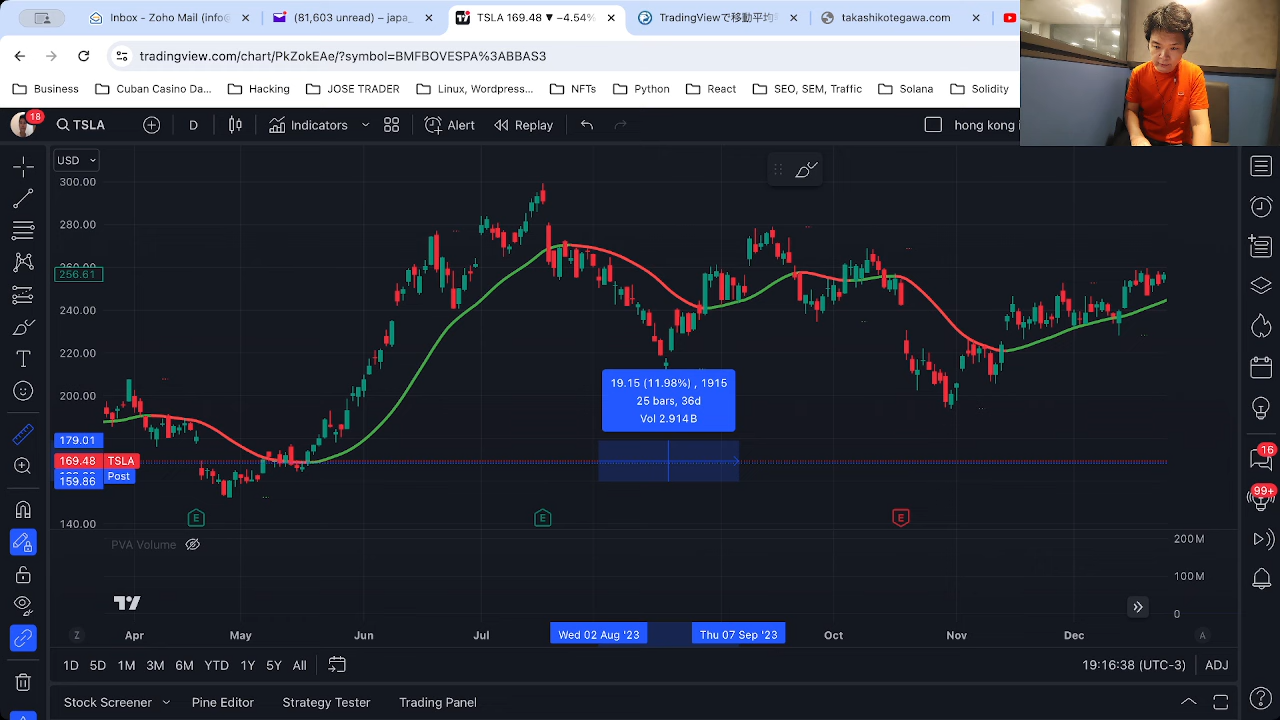 Inbox - Zoho Mail (info@
(81,103 unread) – japa_
TSLA 169.48 ▼ −4.54%
TradingViewで移動平均
takashikotegawa.com
tradingview.com/chart/PkZokEAe/?symbol=BMFBOVESPA%3ABBAS3
Business
Cuban Casino Da...
Hacking
JOSE TRADER
Linux, Wordpress...
NFTs
Python
React
SEO, SEM, Traffic
Solana
Solidity
18
TSLA
D
Indicators
Alert
Replay
hong kong
USD
300.00
280.00
256.61
240.00
220.00
200.00
179.01
169.48 TSLA
Post
159.86
140.00
19.15 (11.98%) , 1915
25 bars, 36d
Vol 2.914B
E
E
E
PVA Volume
200M
100M
0
16
99+
Z
Apr
May
Jun
Jul
Wed 02 Aug '23
Thu 07 Sep '23
Oct
Nov
Dec
A
1D 5D 1M 3M 6M YTD 1Y 5Y All
19:16:38 (UTC-3)
ADJ
Stock Screener
Pine Editor
Strategy Tester
Trading Panel